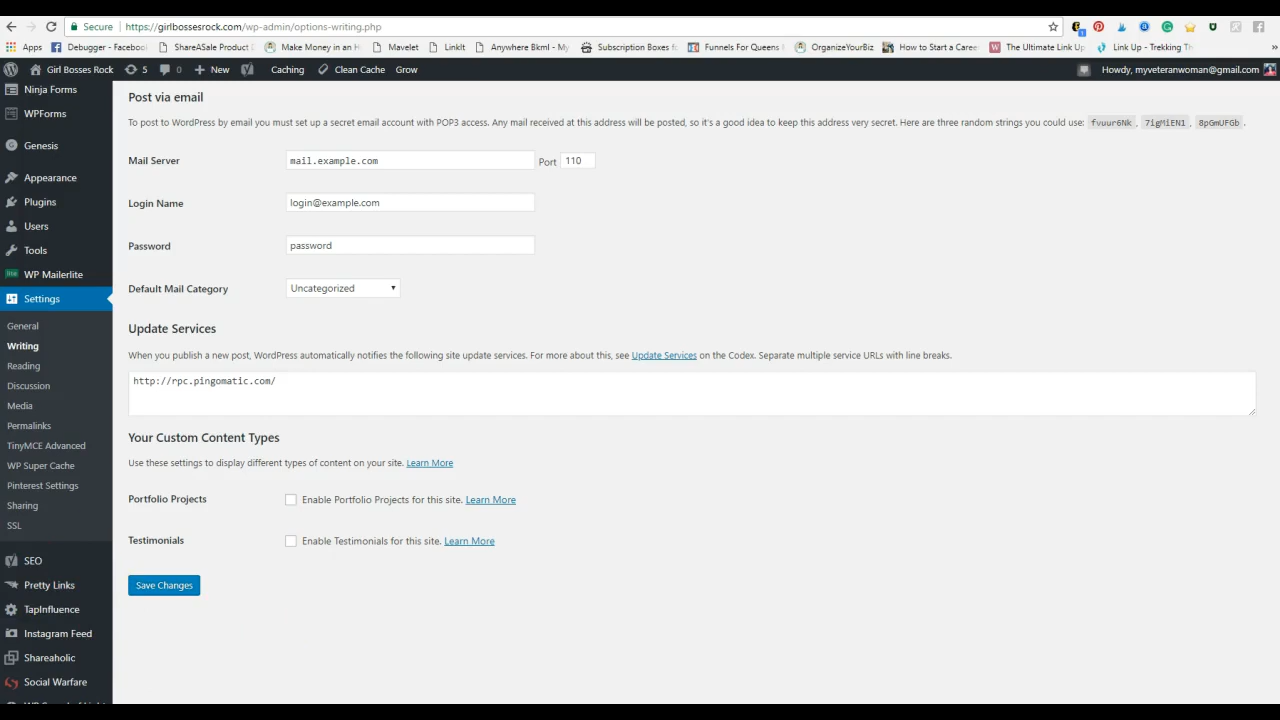 Secure https://girlbossesrock.com/wp-admin/options-writing.php
Apps Debugger - Faceboo ShareASale Product D Make Money in an H Mavelet LinkIt Anywhere Bkml - My Subscription Boxes fo Funnels For Queens OrganizeYourBiz How to Start a Caree The Ultimate Link Up Link Up - Trekking Th »
Girl Bosses Rock 5 0 + New Caching Clean Cache Grow Howdy, myveteranwoman@gmail.com
Ninja Forms
WPForms
Genesis
Appearance
Plugins
Users
Tools
WP Mailerlite
Settings
General
Writing
Reading
Discussion
Media
Permalinks
TinyMCE Advanced
WP Super Cache
Pinterest Settings
Sharing
SSL
SEO
Pretty Links
TapInfluence
Instagram Feed
Shareaholic
Social Warfare
Post via email
To post to WordPress by email you must set up a secret email account with POP3 access. Any mail received at this address will be posted, so it's a good idea to keep this address very secret. Here are three random strings you could use: fvuur6Nk, 7igMiEN1, 8pGmUFGb.
Mail Server mail.example.com Port 110
Login Name login@example.com
Password password
Default Mail Category Uncategorized
Update Services
When you publish a new post, WordPress automatically notifies the following site update services. For more about this, see Update Services on the Codex. Separate multiple service URLs with line breaks.
http://rpc.pingomatic.com/
Your Custom Content Types
Use these settings to display different types of content on your site. Learn More
Portfolio Projects Enable Portfolio Projects for this site. Learn More
Testimonials Enable Testimonials for this site. Learn More
Save Changes